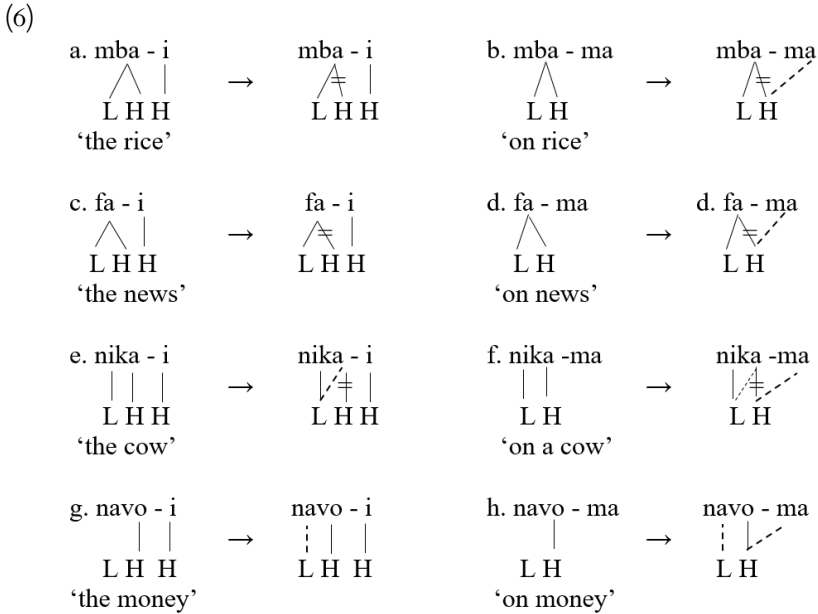 (6)
a. mba - i → mba - i b. mba - ma → mba - ma
L H H L H H L H L H
‘the rice’ ‘on rice’
c. fa - i → fa - i d. fa - ma → d. fa - ma
L H H L H H L H L H
‘the news’ ‘on news’
e. nika - i → nika - i f. nika -ma → nika -ma
L H H L H H L H L H
‘the cow’ ‘on a cow’
g. navo - i → navo - i h. navo - ma → navo - ma
L H H L H H L H L H
‘the money’ ‘on money’